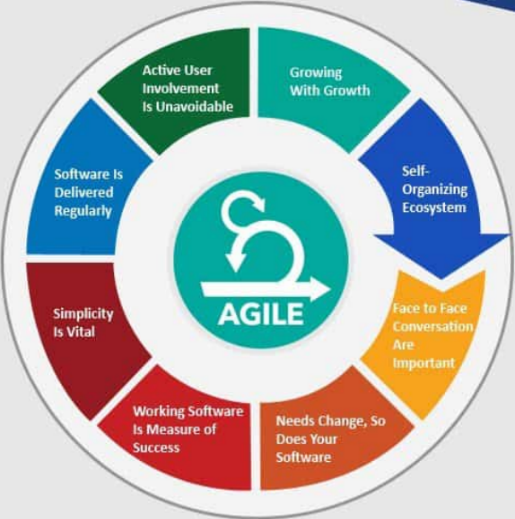 Active User
Involvement
Is Unavoidable
Growing
With Growth
Self-
Organizing
Ecosystem
Face to Face
Conversation
Are
Important
Needs Change, So
Does Your
Software
Working Software
Is Measure of
Success
Simplicity
Is Vital
Software Is
Delivered
Regularly
AGILE